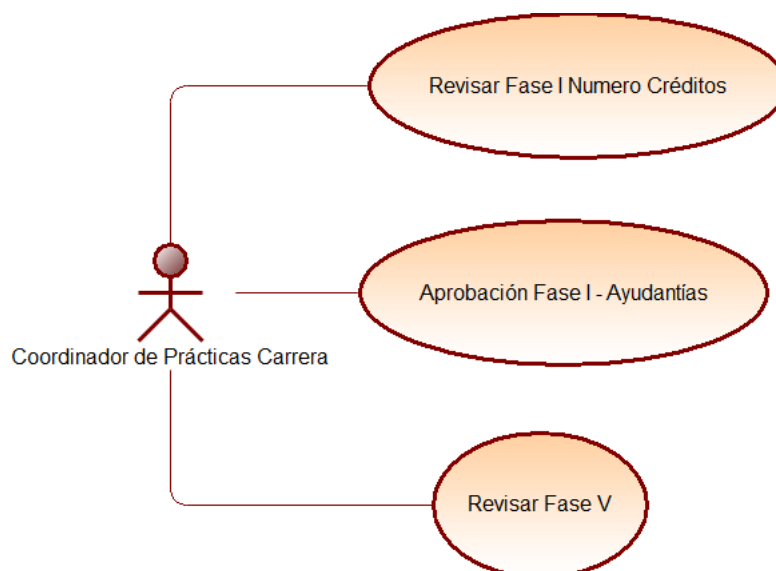 Revisar Fase I Numero Créditos
Aprobación Fase I - Ayudantías
Coordinador de Prácticas Carrera
Revisar Fase V